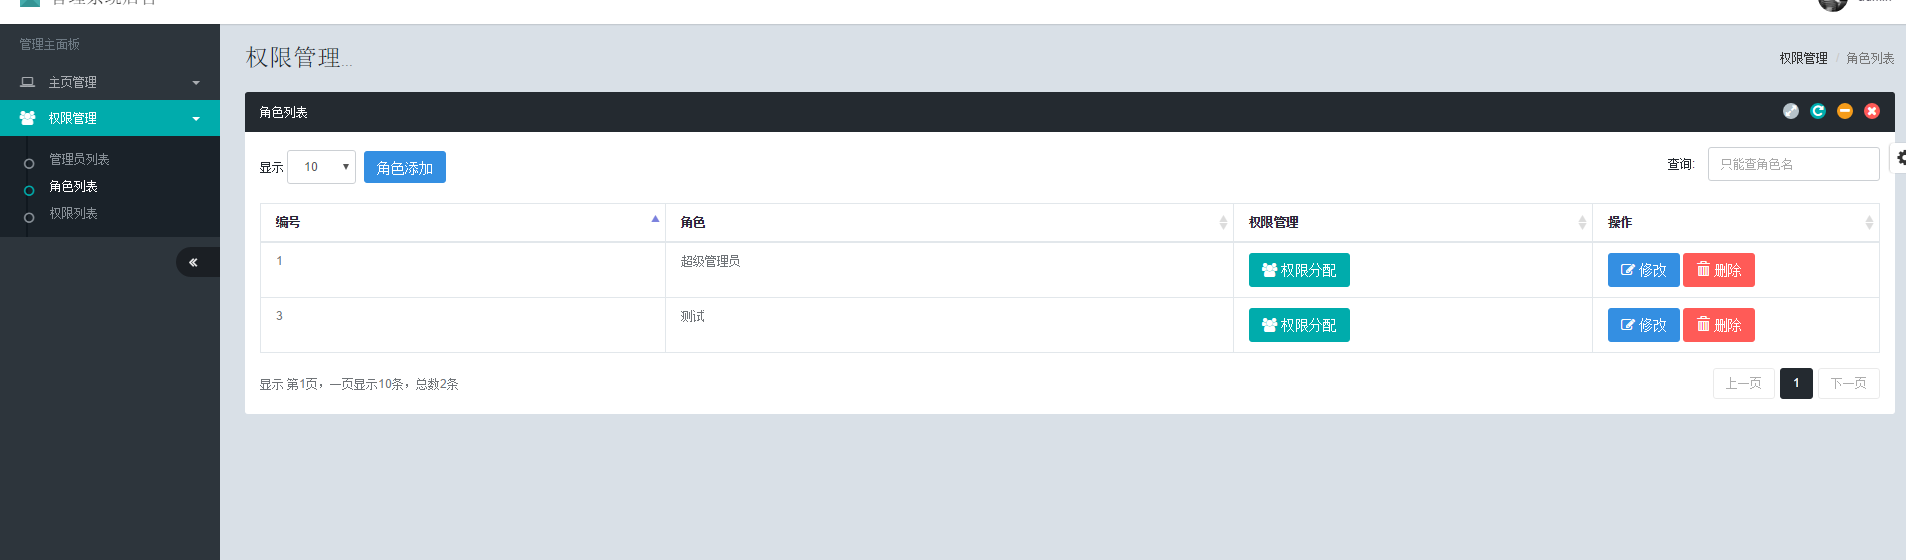 管理主面板
主页管理
权限管理
管理员列表
角色列表
权限列表
权限管理...
权限管理 / 角色列表
角色列表
显示 10 角色添加
查询: 只能查角色名
编号 角色 权限管理 操作
1 超级管理员 权限分配 修改 删除
3 测试 权限分配 修改 删除
显示 第1页，一页显示10条，总数2条
上一页 1 下一页